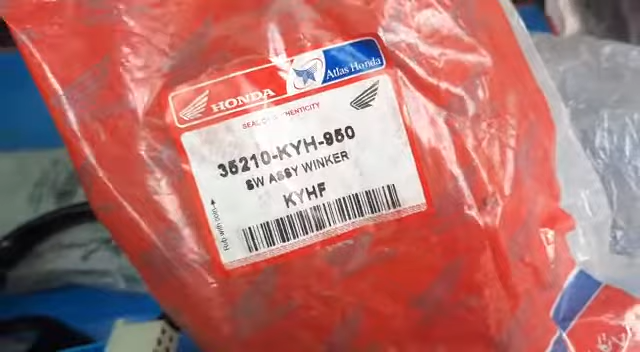 HONDA
Atlas Honda
SEAL OF AUTHENTICITY
35210-KYH-950
SW ASSY WINKER
KYHF